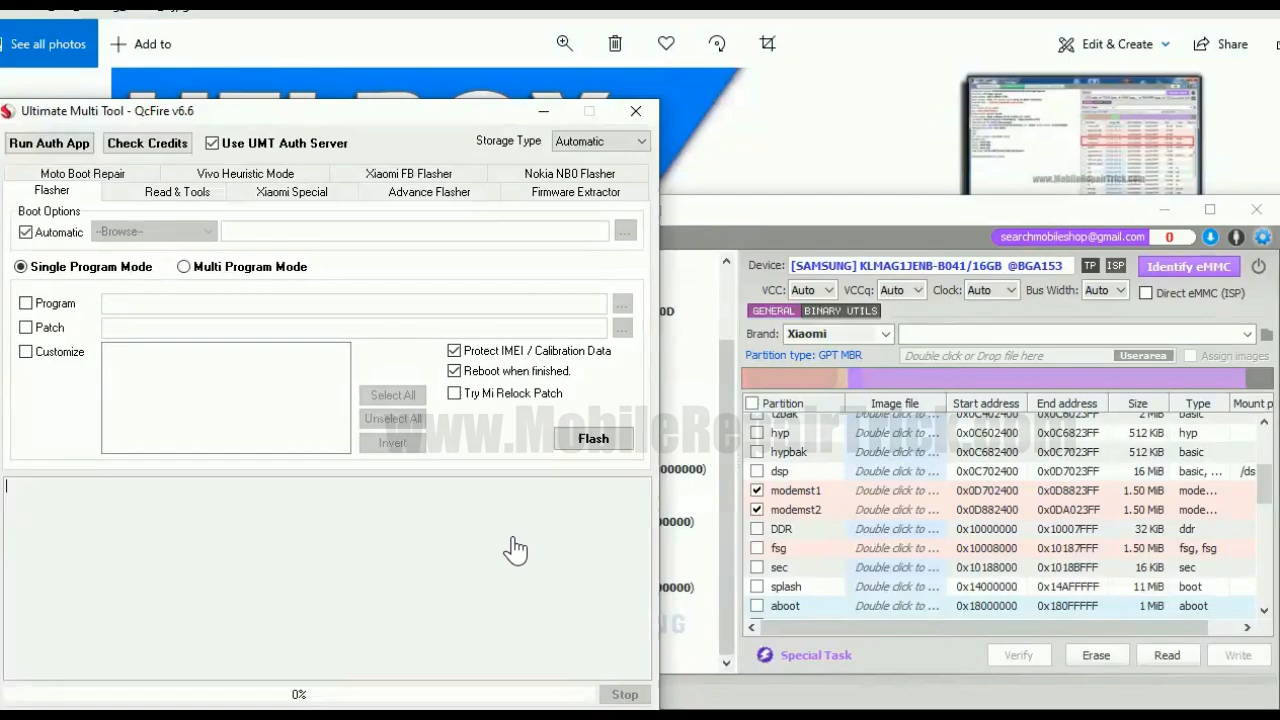 See all photos
Add to
Edit & Create
Share
Ultimate Multi Tool - QcFire v6.6
Run Auth App
Check Credits
Use UMT Auth Server
Storage Type
Automatic
Moto Boot Repair
Vivo Heuristic Mode
Nokia NBO Flasher
Flasher
Read & Tools
Xiaomi Special
Firmware Extractor
Boot Options
Automatic
--Browse--
...
Single Program Mode
Multi Program Mode
Program
...
Patch
...
Customize
Protect IMEI / Calibration Data
Reboot when finished.
Try Mi Relock Patch
Select All
Unselect All
Invert
Flash
0%
Stop
www.MobileRepairTrick.com
searchmobileshop@gmail.com
0
Device: [SAMSUNG] KLMAG1JENB-B041/16GB @BGA153 TP ISP Identify eMMC
VCC: Auto VCCq: Auto Clock: Auto Bus Width: Auto Direct eMMC (ISP)
GENERAL BINARY UTILS
Brand: Xiaomi
Partition type: GPT MBR Double click or Drop file here Userarea Assign images
Partition Image file Start address End address Size Type Mount p
tzbak Double click to ... 0x0C402400 0x0C6023FF 2 MiB basic
hyp Double click to ... 0x0C602400 0x0C6823FF 512 KiB hyp
hypbak Double click to ... 0x0C682400 0x0C7023FF 512 KiB basic
dsp Double click to ... 0x0C702400 0x0D7023FF 16 MiB basic, ... /ds
modemst1 Double click to ... 0x0D702400 0x0D8823FF 1.50 MiB mode...
modemst2 Double click to ... 0x0D882400 0x0DA023FF 1.50 MiB mode...
DDR Double click to ... 0x10000000 0x10007FFF 32 KiB ddr
fsg Double click to ... 0x10008000 0x10187FFF 1.50 MiB fsg, fsg
sec Double click to ... 0x10188000 0x1018BFFF 16 KiB sec
splash Double click to ... 0x14000000 0x14AFFFFF 11 MiB boot
aboot Double click to ... 0x18000000 0x180FFFFF 1 MiB aboot
Special Task
Verify
Erase
Read
Write